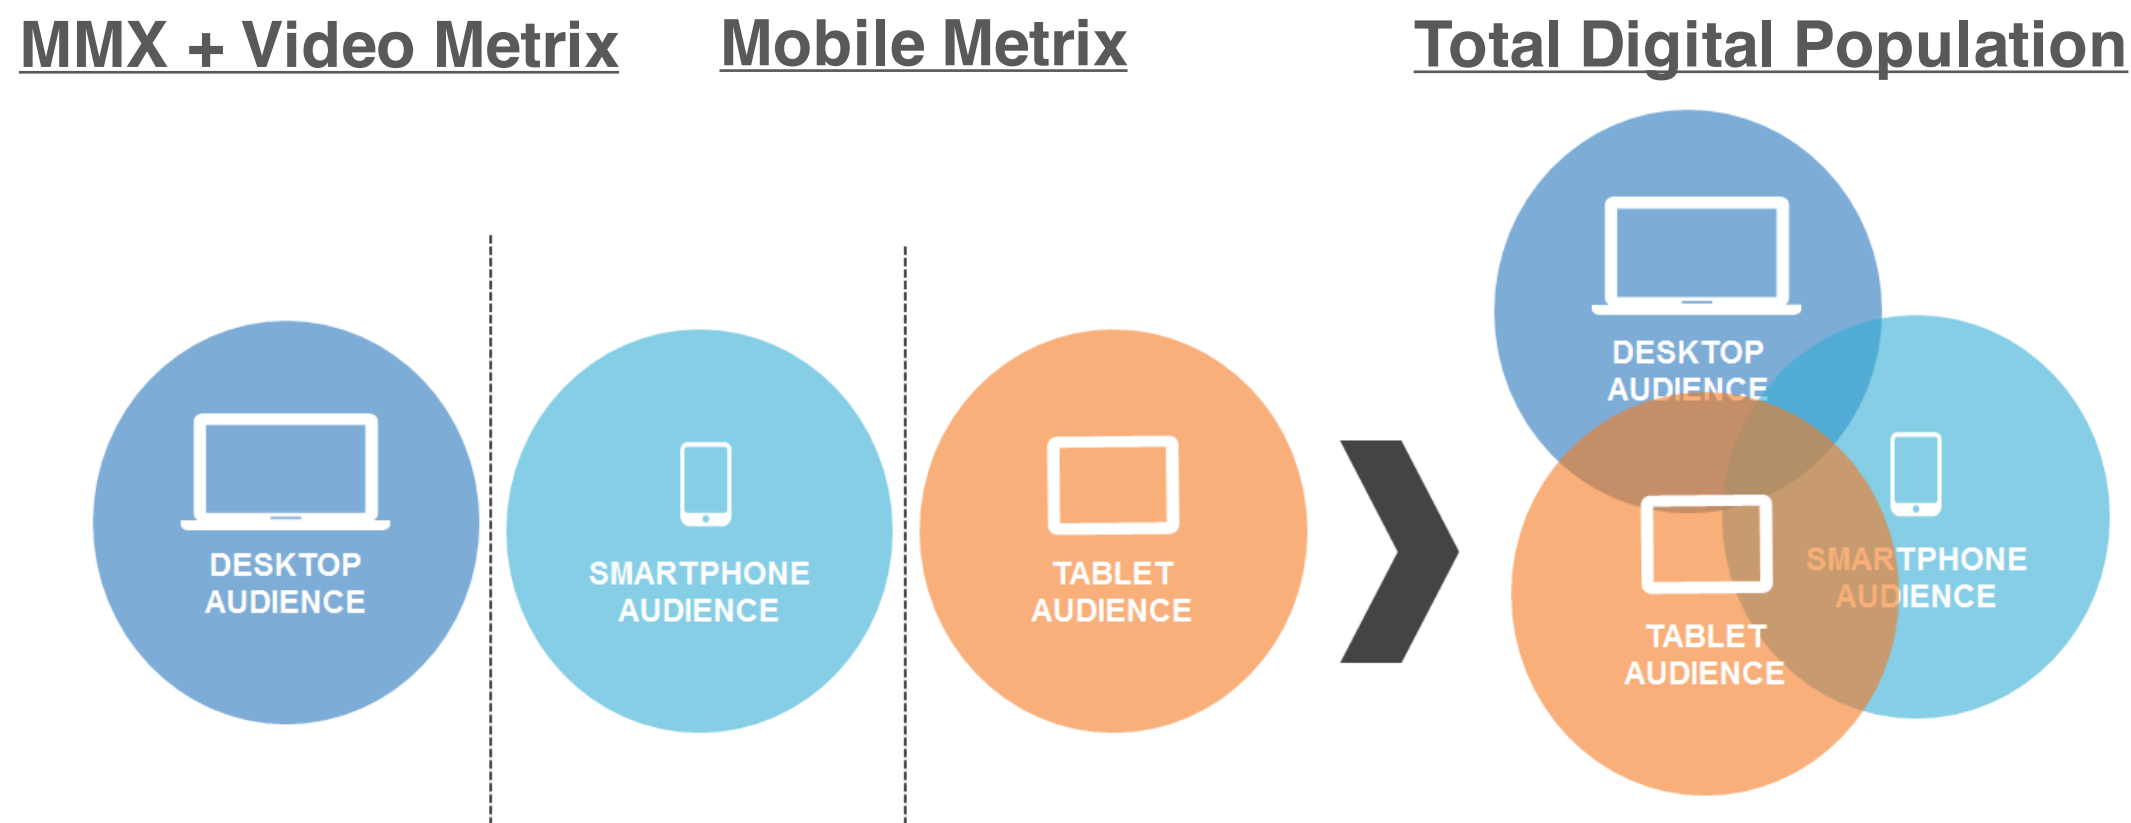 MMX + Video Metrix
Mobile Metrix
Total Digital Population
DESKTOP
AUDIENCE
SMARTPHONE
AUDIENCE
TABLET
AUDIENCE
DESKTOP
AUDIENCE
SMARTPHONE
AUDIENCE
TABLET
AUDIENCE